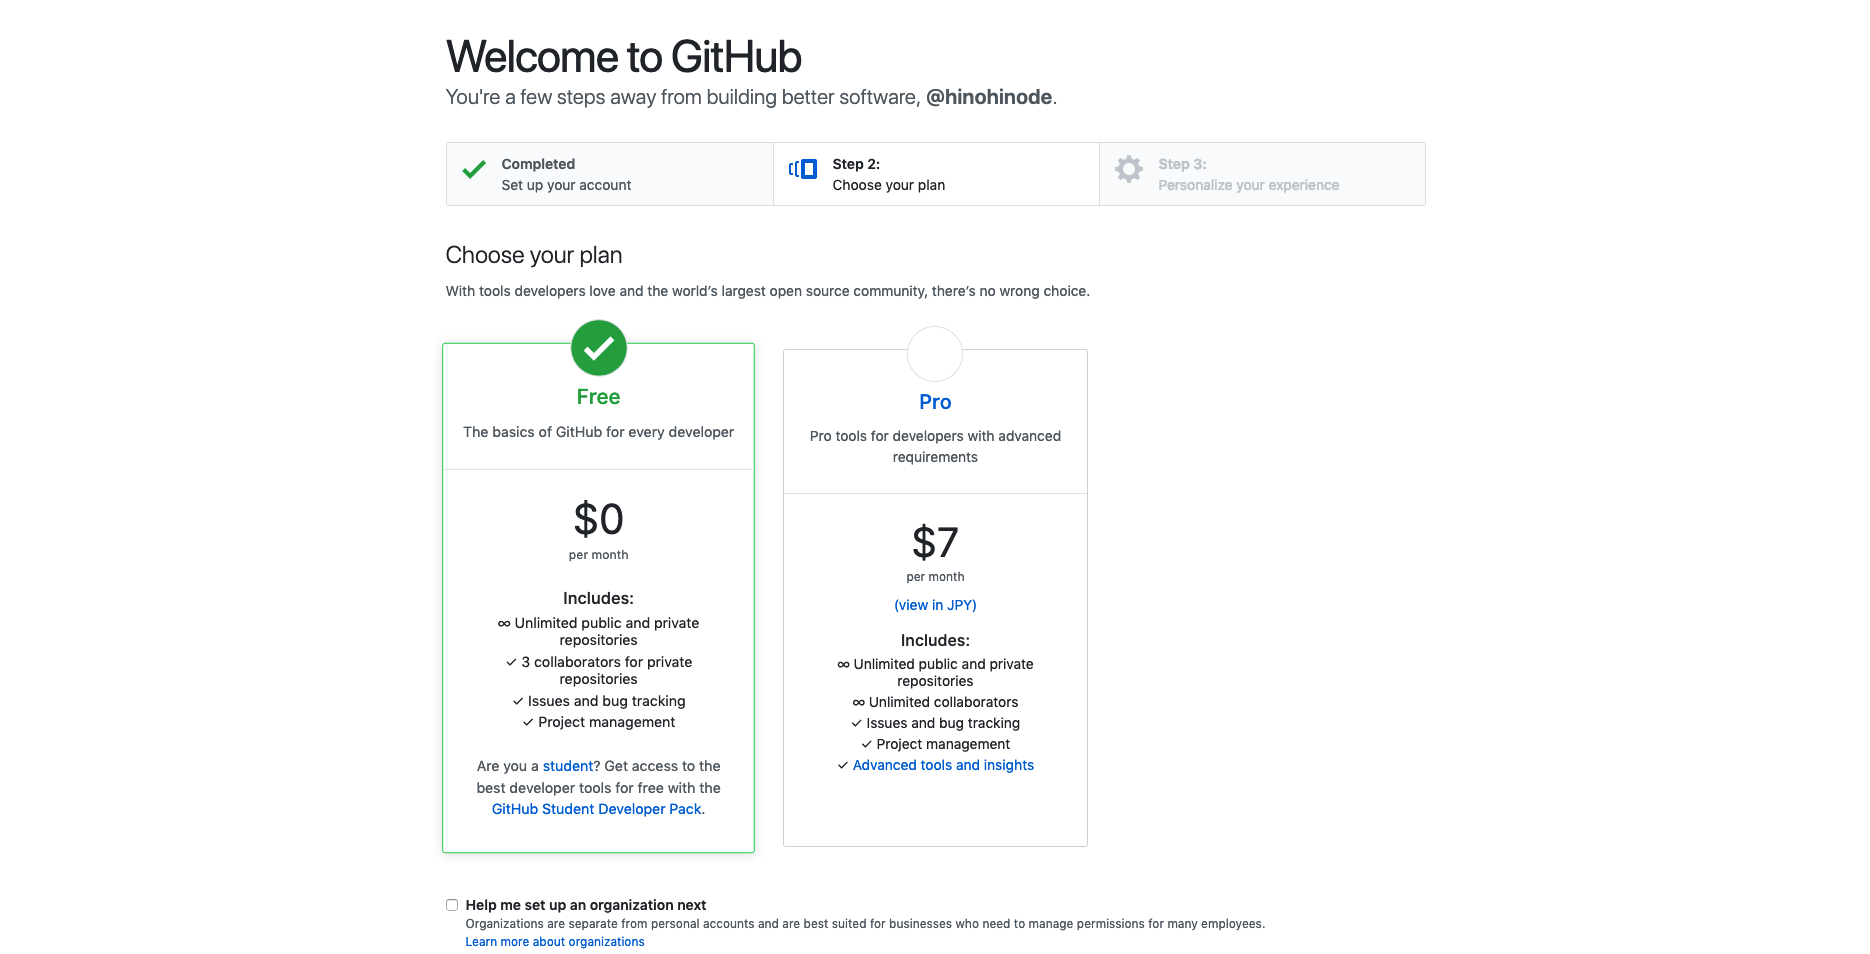 Welcome to GitHub
You're a few steps away from building better software, @hinohinode.
Completed
Set up your account
Step 2:
Choose your plan
Step 3:
Personalize your experience
Choose your plan
With tools developers love and the world’s largest open source community, there’s no wrong choice.
Free
The basics of GitHub for every developer
$0
per month
Includes:
∞ Unlimited public and private
repositories
✓ 3 collaborators for private
repositories
✓ Issues and bug tracking
✓ Project management
Are you a student? Get access to the
best developer tools for free with the
GitHub Student Developer Pack.
Pro
Pro tools for developers with advanced
requirements
$7
per month
(view in JPY)
Includes:
∞ Unlimited public and private
repositories
∞ Unlimited collaborators
✓ Issues and bug tracking
✓ Project management
✓ Advanced tools and insights
Help me set up an organization next
Organizations are separate from personal accounts and are best suited for businesses who need to manage permissions for many employees.
Learn more about organizations